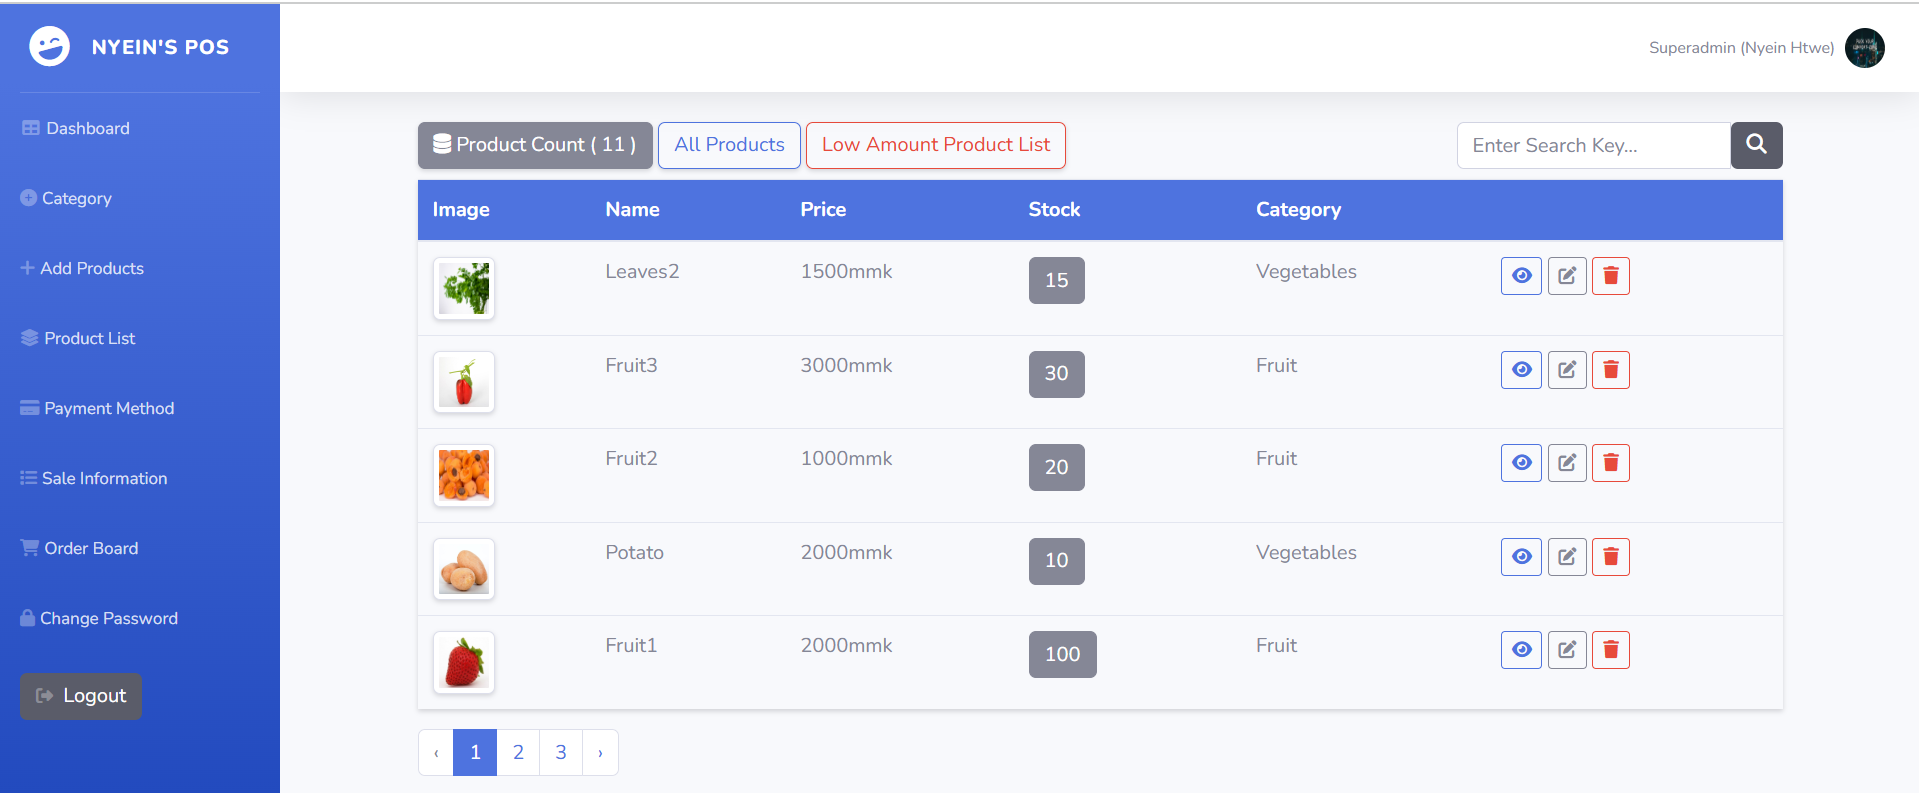 NYEIN'S POS
Superadmin (Nyein Htwe)
Dashboard
Category
Add Products
Product List
Payment Method
Sale Information
Order Board
Change Password
Logout
Product Count ( 11 ) All Products Low Amount Product List Enter Search Key...
Image Name Price Stock Category
Leaves2 1500mmk 15 Vegetables
Fruit3 3000mmk 30 Fruit
Fruit2 1000mmk 20 Fruit
Potato 2000mmk 10 Vegetables
Fruit1 2000mmk 100 Fruit
‹ 1 2 3 ›